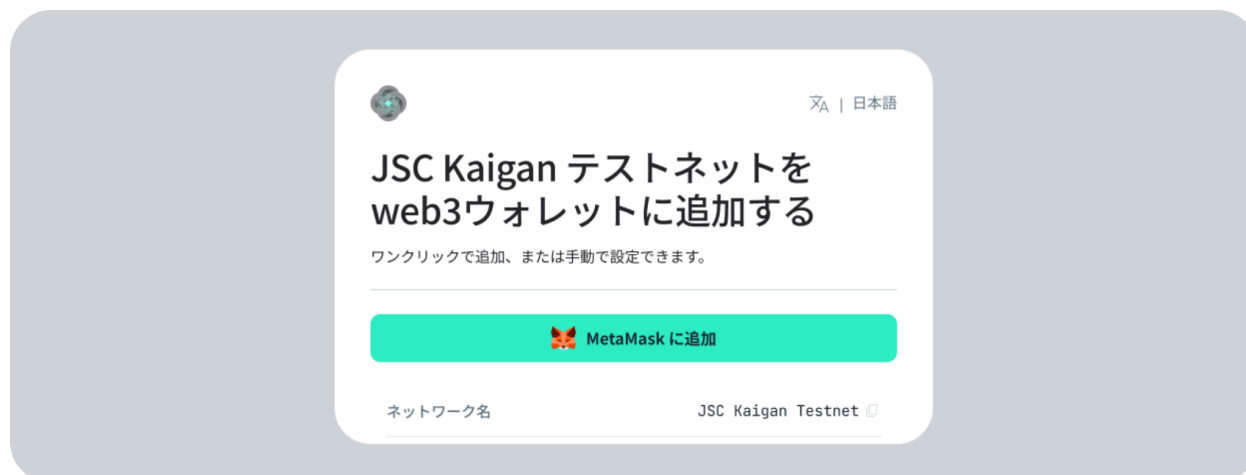 文A | 日本語
JSC Kaigan テストネットを
web3ウォレットに追加する
ワンクリックで追加、または手動で設定できます。
MetaMask に追加
ネットワーク名 JSC Kaigan Testnet